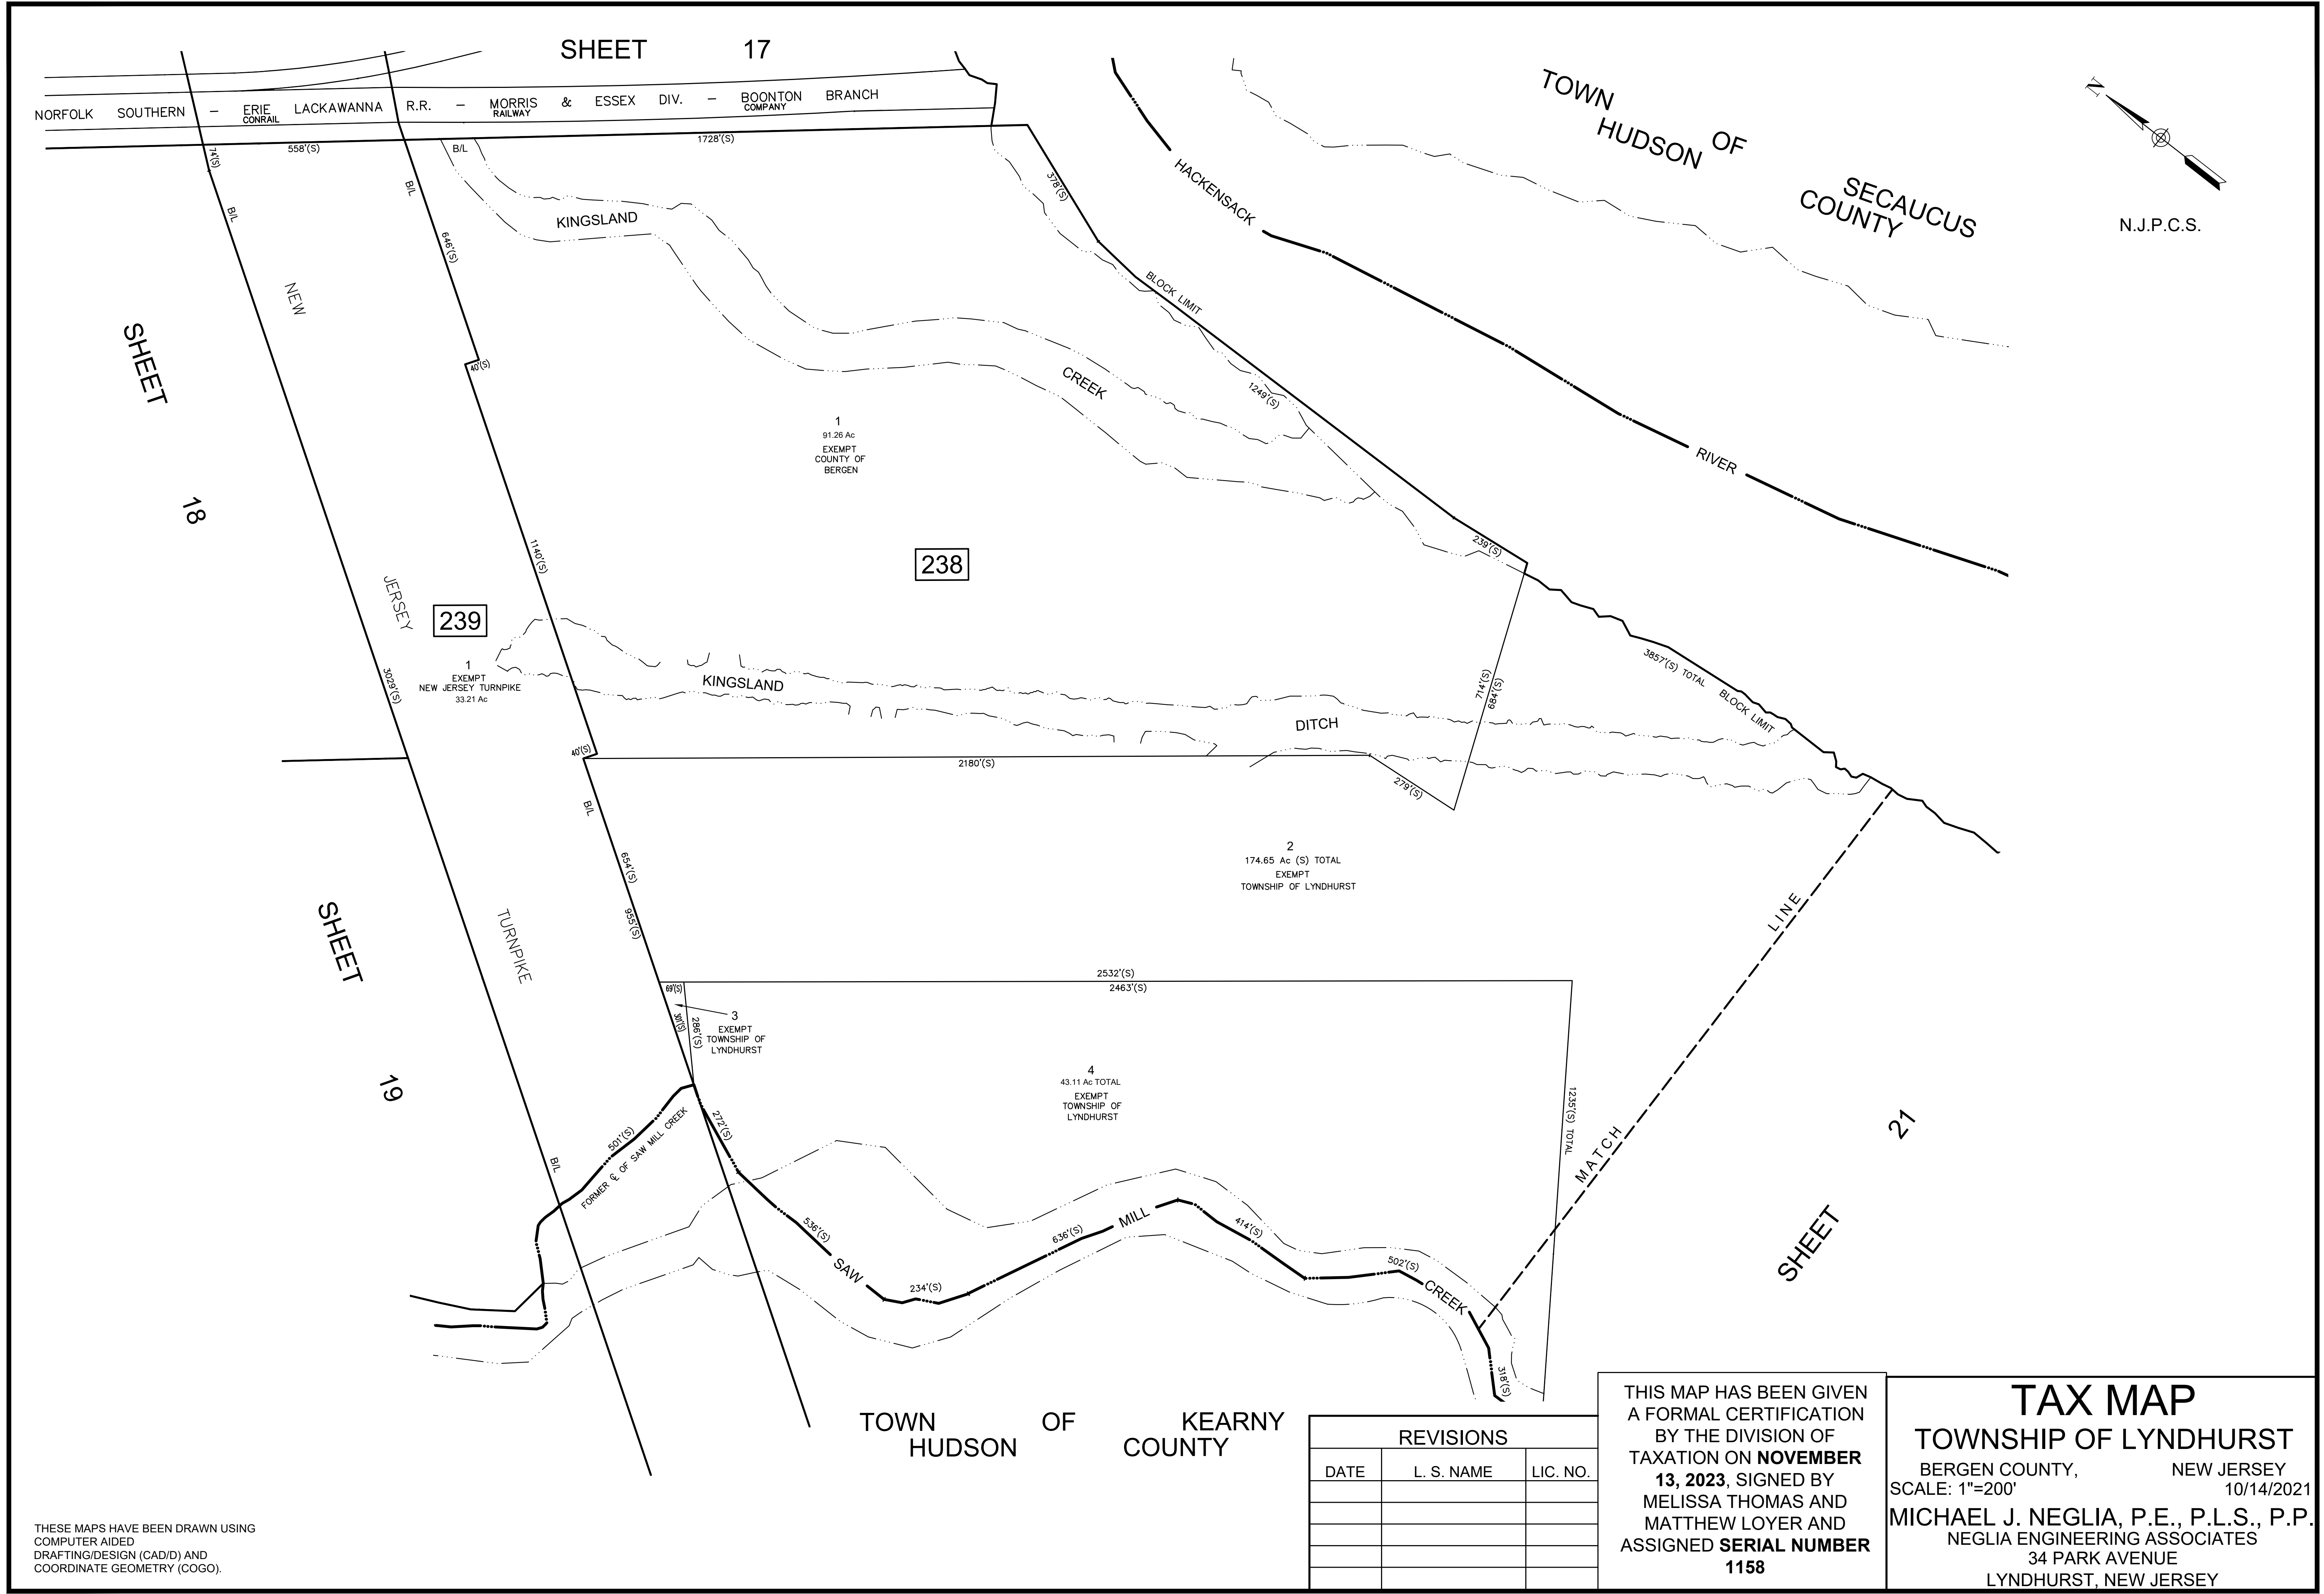 SHEET 17
NORFOLK SOUTHERN – ERIE LACKAWANNA R.R. – MORRIS & ESSEX DIV. – BOONTON BRANCH
CONRAIL RAILWAY COMPANY
558'(S)
1728'(S)
74'(S)
B/L
B/L
B/L
646'(S)
40'(S)
KINGSLAND
CREEK
378'(S)
BLOCK LIMIT
1249'(S)
239'(S)
HACKENSACK
RIVER
TOWN OF SECAUCUS
HUDSON COUNTY
N
N.J.P.C.S.
SHEET 18
NEW
JERSEY
TURNPIKE
1
91.26 Ac
EXEMPT
COUNTY OF
BERGEN
238
239
1140'(S)
1
EXEMPT
NEW JERSEY TURNPIKE
33.21 Ac
3029'(S)
40'(S)
KINGSLAND
DITCH
714'(S)
684'(S)
3857'(S) TOTAL BLOCK LIMIT
2180'(S)
279'(S)
B/L
654'(S)
955'(S)
2
174.65 Ac (S) TOTAL
EXEMPT
TOWNSHIP OF LYNDHURST
MATCH LINE
SHEET 19
2532'(S)
2463'(S)
69'(S)
301'(S)
286'(S)
3
EXEMPT
TOWNSHIP OF
LYNDHURST
4
43.11 Ac TOTAL
EXEMPT
TOWNSHIP OF
LYNDHURST
1235'(S) TOTAL
SHEET 21
B/L
501'(S)
FORMER ℄ OF SAW MILL CREEK
272'(S)
536'(S)
SAW
234'(S)
636'(S)
MILL
414'(S)
502'(S)
CREEK
318'(S)
TOWN OF KEARNY
HUDSON COUNTY
THESE MAPS HAVE BEEN DRAWN USING
COMPUTER AIDED
DRAFTING/DESIGN (CAD/D) AND
COORDINATE GEOMETRY (COGO).
REVISIONS
DATE L. S. NAME LIC. NO.
THIS MAP HAS BEEN GIVEN
A FORMAL CERTIFICATION
BY THE DIVISION OF
TAXATION ON NOVEMBER
13, 2023, SIGNED BY
MELISSA THOMAS AND
MATTHEW LOYER AND
ASSIGNED SERIAL NUMBER
1158
TAX MAP
TOWNSHIP OF LYNDHURST
BERGEN COUNTY, NEW JERSEY
SCALE: 1"=200' 10/14/2021
MICHAEL J. NEGLIA, P.E., P.L.S., P.P.
NEGLIA ENGINEERING ASSOCIATES
34 PARK AVENUE
LYNDHURST, NEW JERSEY